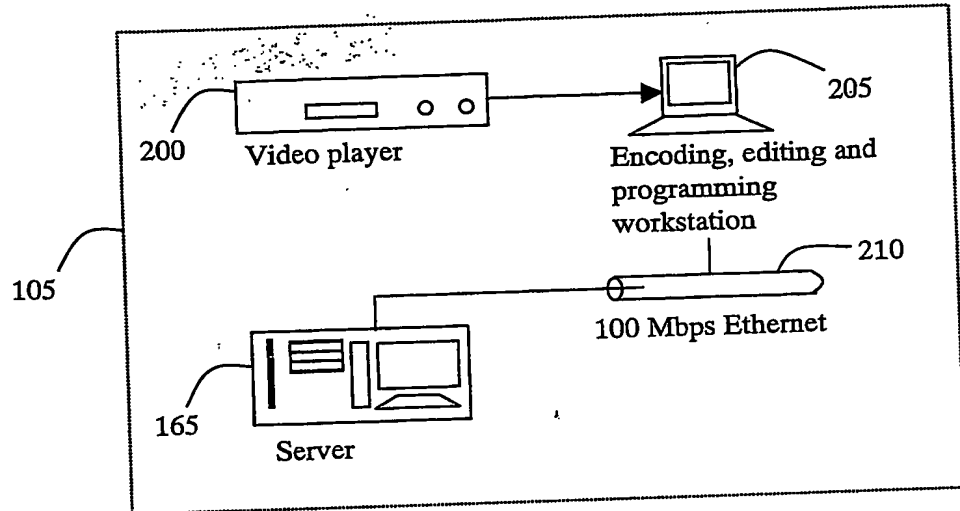 200
Video player
205
Encoding, editing and
programming
workstation
210
100 Mbps Ethernet
105
165
Server